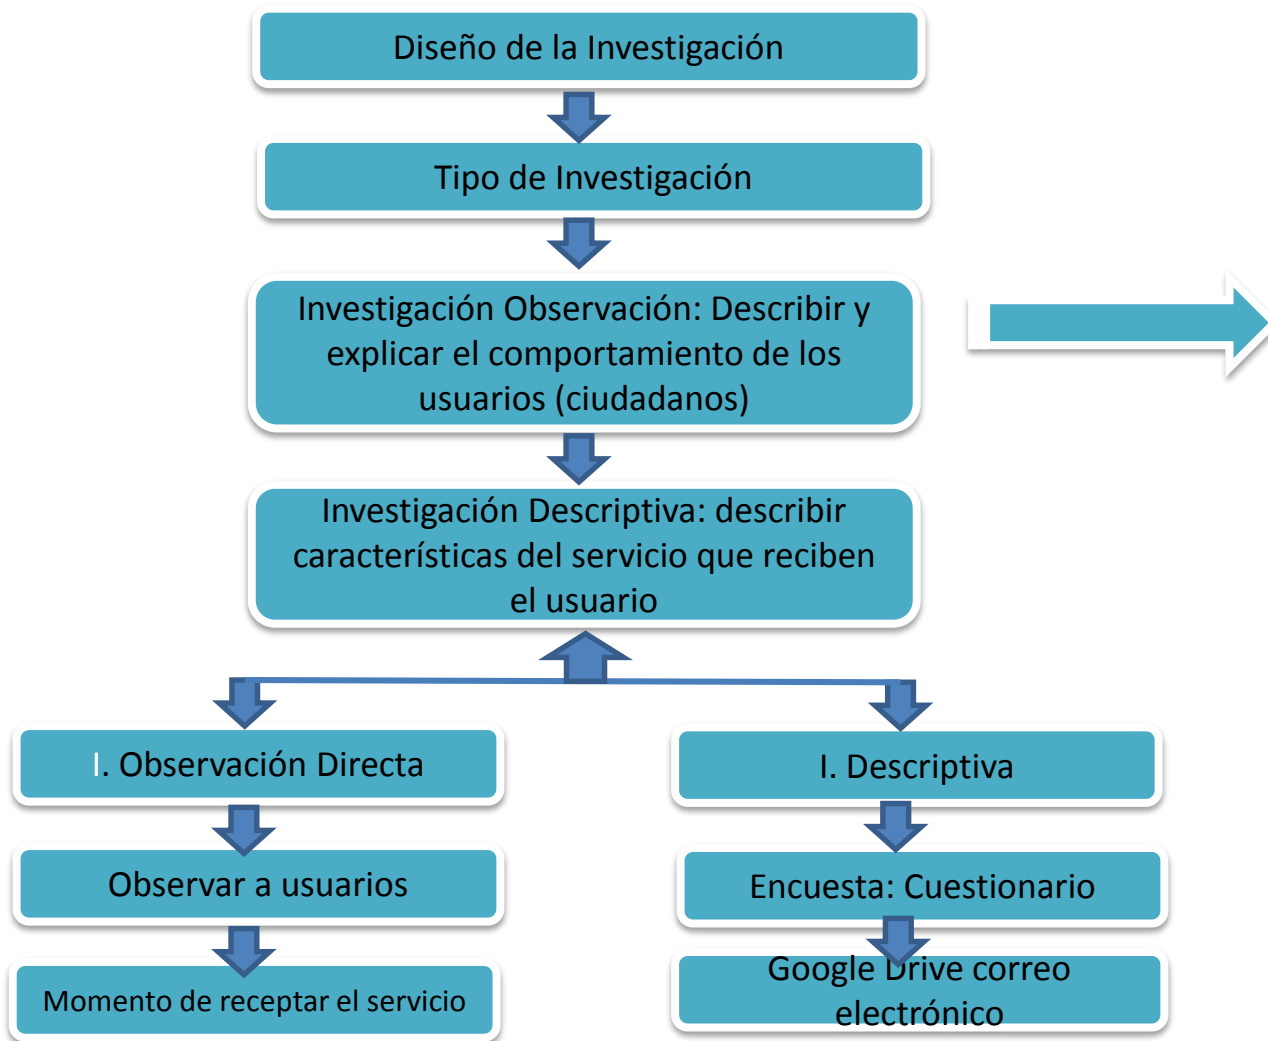 Diseño de la Investigación
Tipo de Investigación
Investigación Observación: Describir y
explicar el comportamiento de los
usuarios (ciudadanos)
Investigación Descriptiva: describir
características del servicio que reciben
el usuario
I. Observación Directa
I. Descriptiva
Observar a usuarios
Encuesta: Cuestionario
Momento de receptar el servicio
Google Drive correo
electrónico